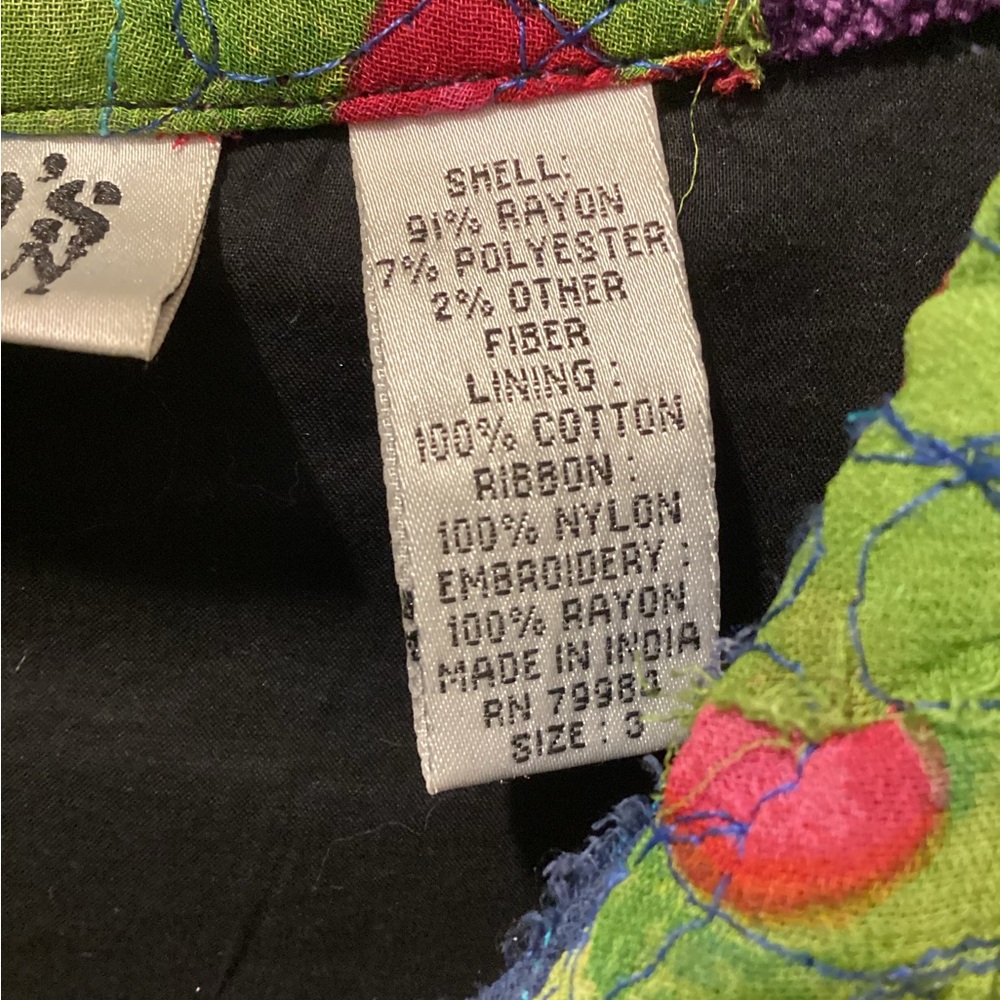 'S
SHELL:
91% RAYON
7% POLYESTER
2% OTHER
FIBER
LINING :
100% COTTON
RIBBON :
100% NYLON
EMBROIDERY :
100% RAYON
MADE IN INDIA
RN
SIZE : 3